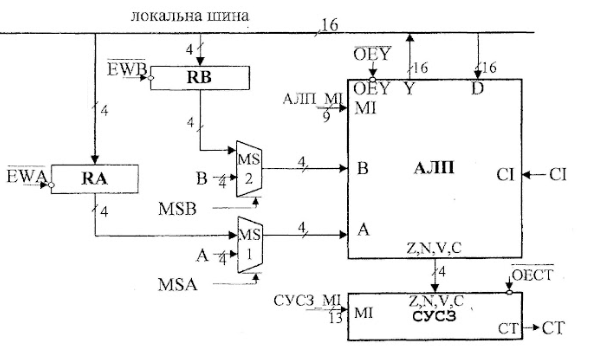 локальна шина
16
4
OEY
EWB
RB
16
16
OEY Y D
АЛП_MI
9
MI
4
4
MS
2
4
B
АЛП
CI
CI
EWA
RA
B
4
MSB
4
MS
1
4
A
A
4
MSA
Z,N,V,C
4
OECT
СУСЗ_MI
13
MI
Z,N,V,C
СУСЗ
CT
CT